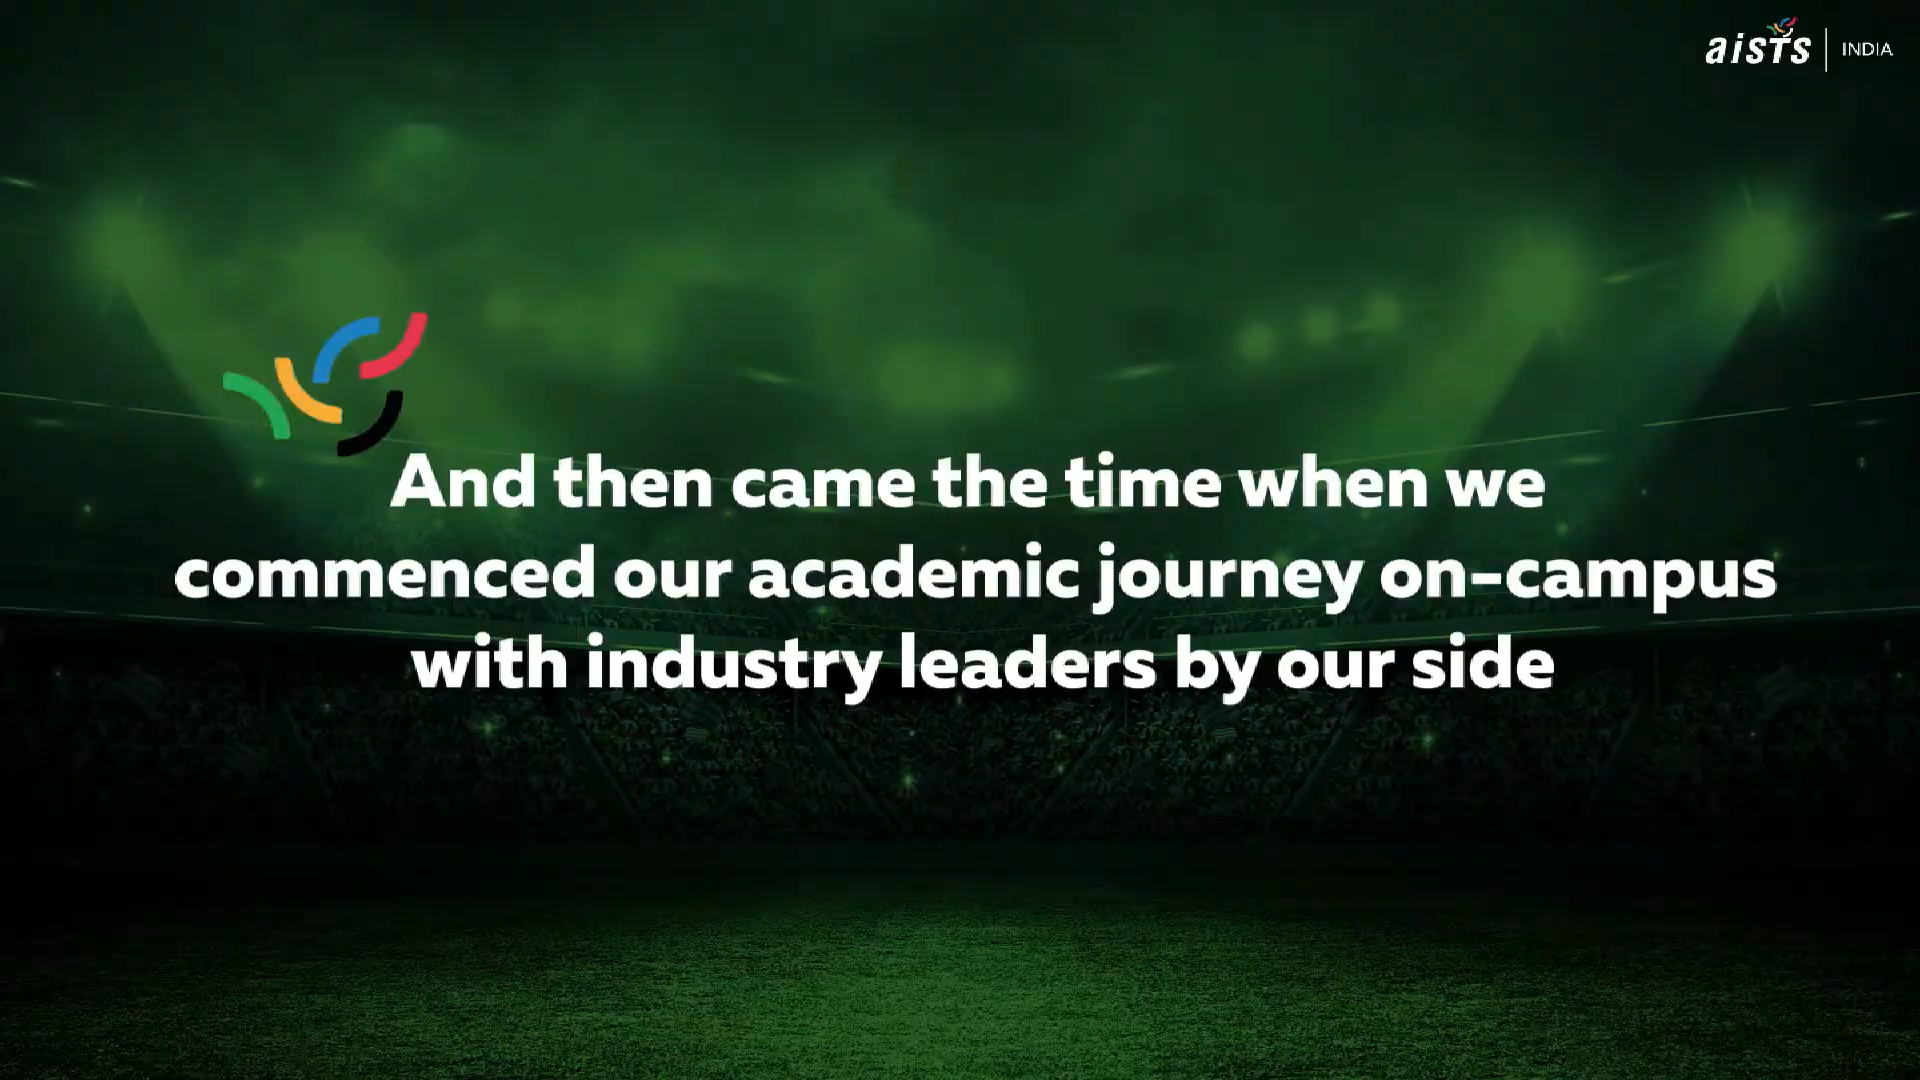 aiSTS | INDIA
And then came the time when we
commenced our academic journey on-campus
with industry leaders by our side